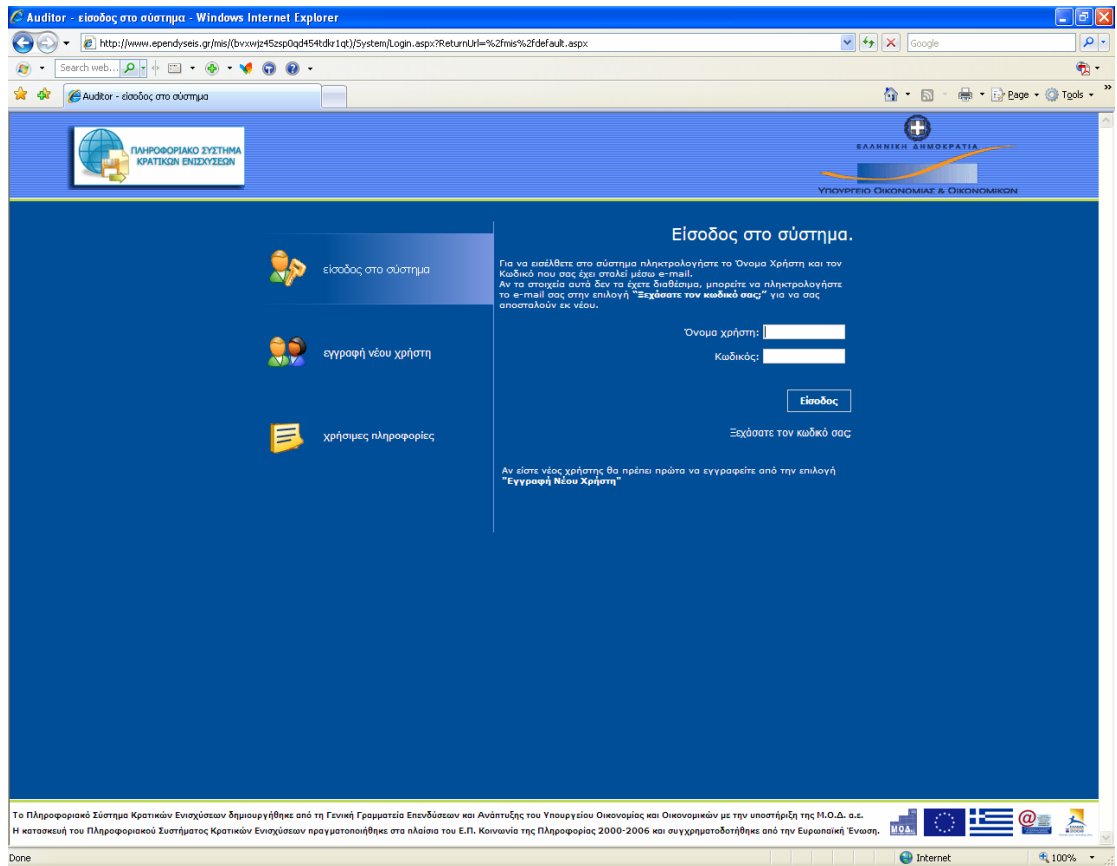 Auditor - είσοδος στο σύστημα - Windows Internet Explorer
http://www.ependyseis.gr/mis/(bvxwjz45zsp0qd454tdkr1qt)/System/Login.aspx?ReturnUrl=%2fmis%2fdefault.aspx
Google
Search web...
Auditor - είσοδος στο σύστημα
Page
Tools
ΠΛΗΡΟΦΟΡΙΑΚΟ ΣΥΣΤΗΜΑ
ΚΡΑΤΙΚΩΝ ΕΝΙΣΧΥΣΕΩΝ
ΕΛΛΗΝΙΚΗ ΔΗΜΟΚΡΑΤΙΑ
ΥΠΟΥΡΓΕΙΟ ΟΙΚΟΝΟΜΙΑΣ & ΟΙΚΟΝΟΜΙΚΩΝ
είσοδος στο σύστημα
εγγραφή νέου χρήστη
χρήσιμες πληροφορίες
Είσοδος στο σύστημα.
Για να εισέλθετε στο σύστημα πληκτρολογήστε το Όνομα Χρήστη και τον
Κωδικό που σας έχει σταλεί μέσω e-mail.
Αν τα στοιχεία αυτά δεν τα έχετε διαθέσιμα, μπορείτε να πληκτρολογήστε
το e-mail σας στην επιλογή "Ξεχάσατε τον κωδικό σας;" για να σας
αποσταλούν εκ νέου.
Όνομα χρήστη:
Κωδικός:
Είσοδος
Ξεχάσατε τον κωδικό σας;
Αν είστε νέος χρήστης θα πρέπει πρώτα να εγγραφείτε από την επιλογή
"Εγγραφή Νέου Χρήστη"
Το Πληροφοριακό Σύστημα Κρατικών Ενισχύσεων δημιουργήθηκε από τη Γενική Γραμματεία Επενδύσεων και Ανάπτυξης του Υπουργείου Οικονομίας και Οικονομικών με την υποστήριξη της Μ.Ο.Δ. α.ε.
Η κατασκευή του Πληροφοριακού Συστήματος Κρατικών Ενισχύσεων πραγματοποιήθηκε στα πλαίσια του Ε.Π. Κοινωνία της Πληροφορίας 2000-2006 και συγχρηματοδοτήθηκε από την Ευρωπαϊκή Ένωση.
ΜΟΔ
Done
Internet
100%